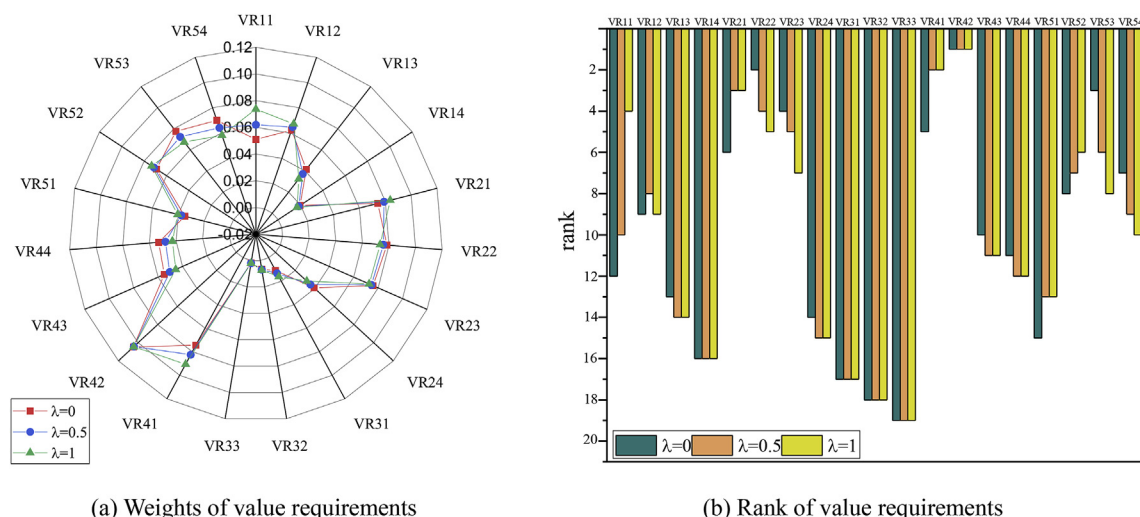 VR11
VR12
VR13
VR14
VR21
VR22
VR23
VR24
VR31
VR32
VR33
VR41
VR42
VR43
VR44
VR51
VR52
VR53
VR54
0.12
0.10
0.08
0.06
0.04
0.02
0.00
-0.02
λ=0
λ=0.5
λ=1
(a) Weights of value requirements
VR11 VR12 VR13 VR14 VR21 VR22 VR23 VR24 VR31 VR32 VR33 VR41 VR42 VR43 VR44 VR51 VR52 VR53 VR54
2
4
6
8
10
12
14
16
18
20
rank
λ=0 λ=0.5 λ=1
(b) Rank of value requirements